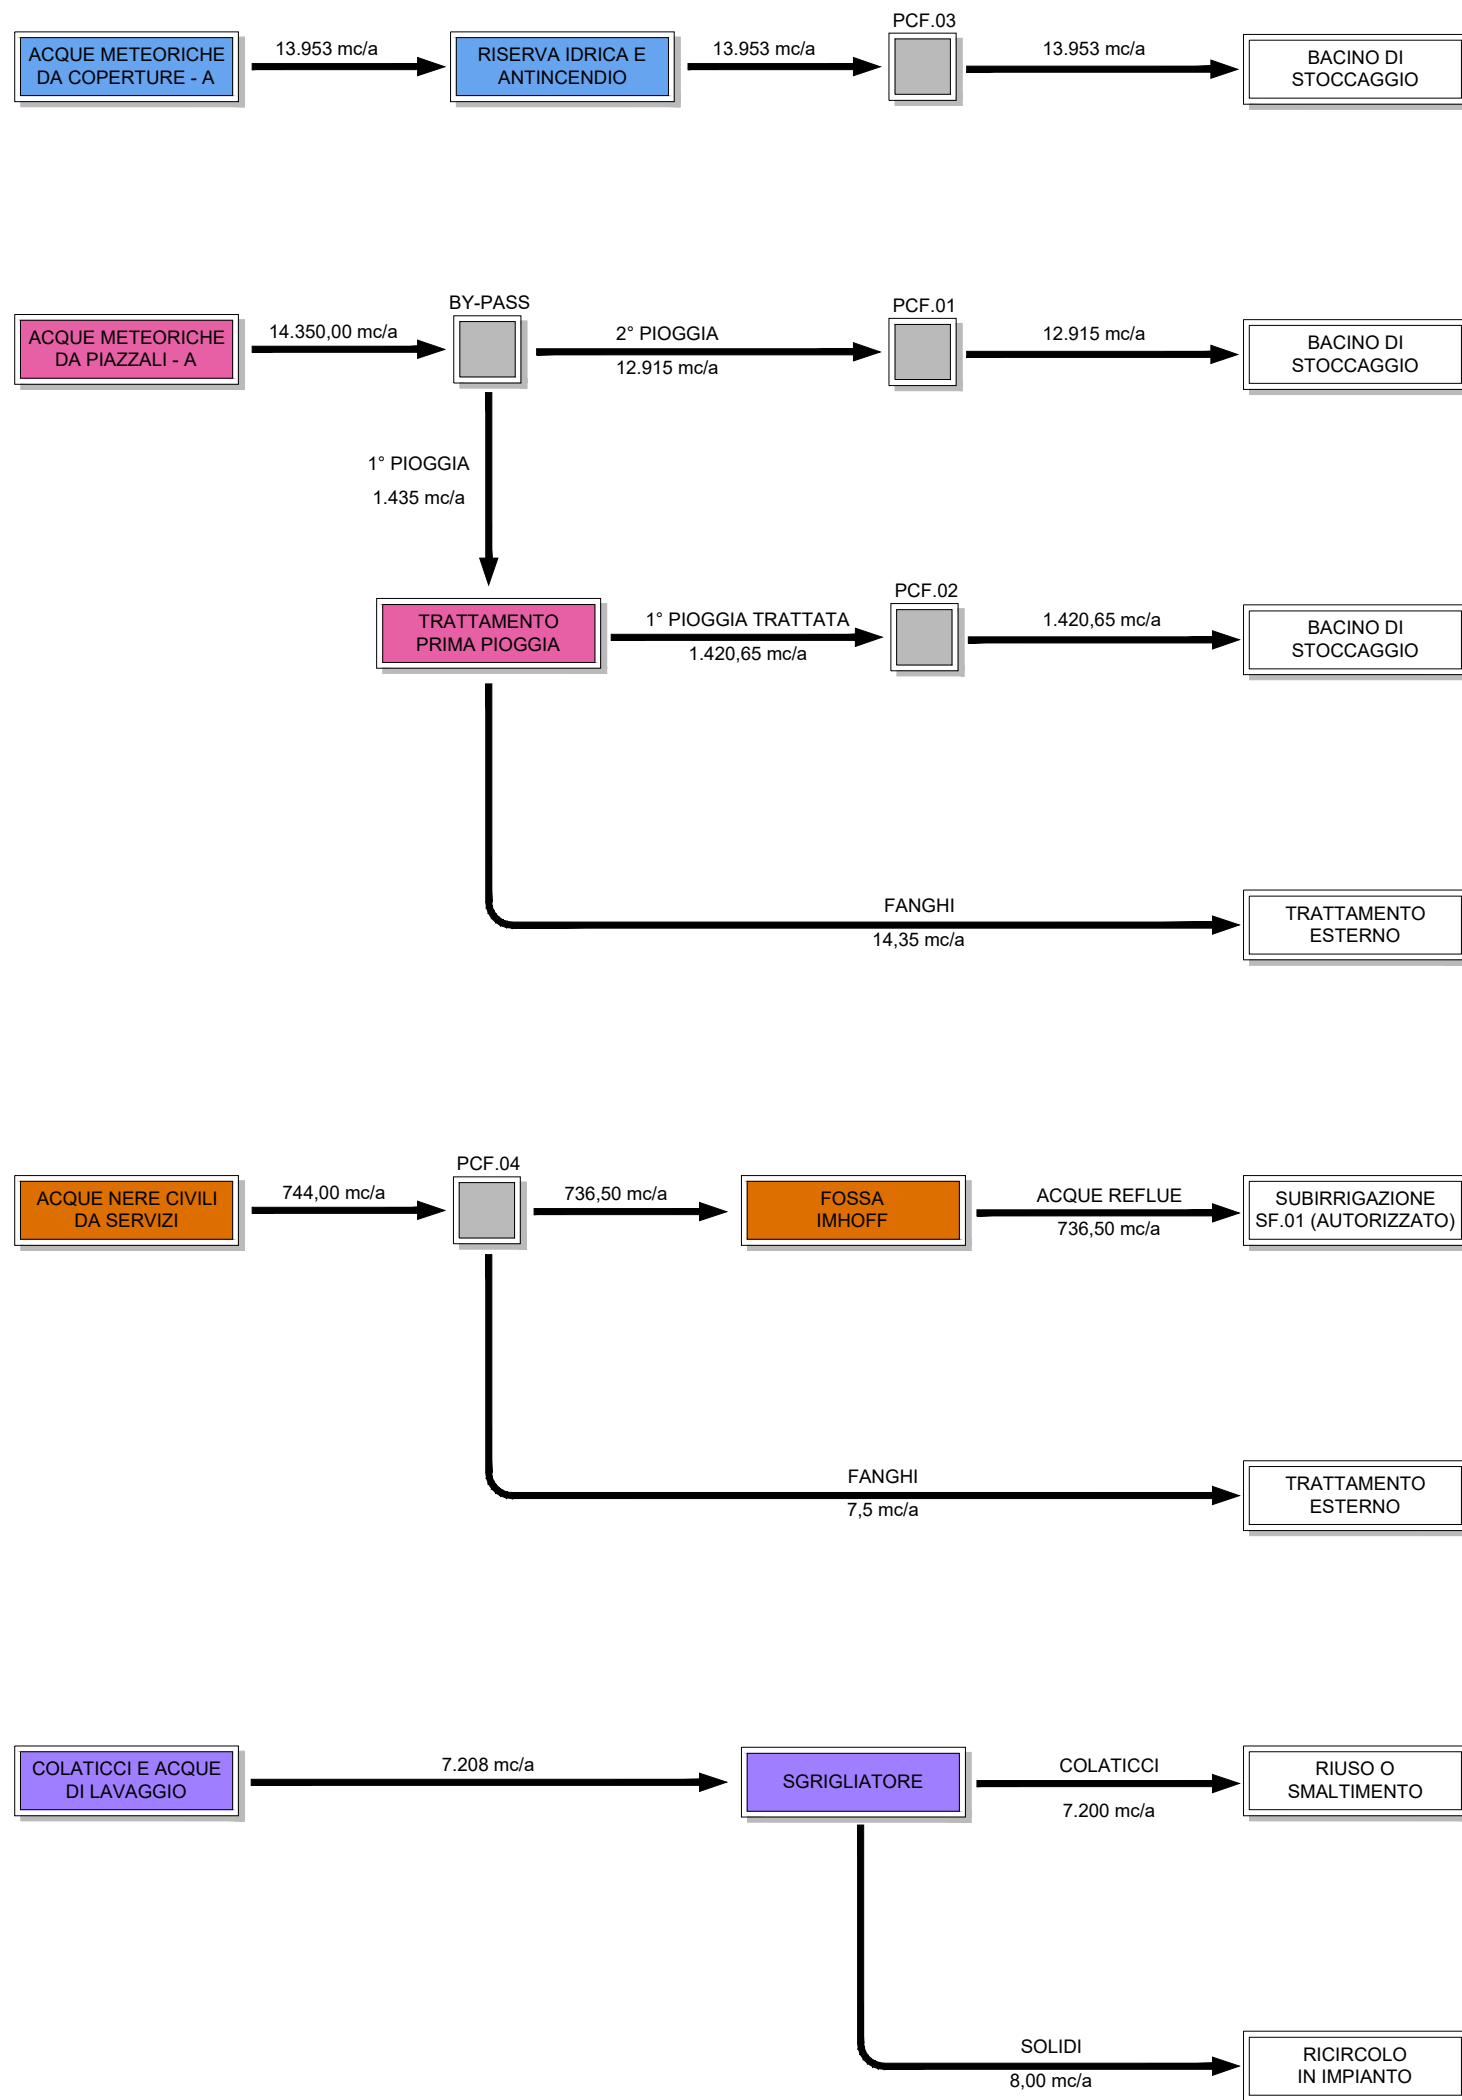 PCF.03
ACQUE METEORICHE
DA COPERTURE - A
13.953 mc/a
RISERVA IDRICA E
ANTINCENDIO
13.953 mc/a
13.953 mc/a
BACINO DI
STOCCAGGIO
BY-PASS
PCF.01
ACQUE METEORICHE
DA PIAZZALI - A
14.350,00 mc/a
2° PIOGGIA
12.915 mc/a
12.915 mc/a
BACINO DI
STOCCAGGIO
1° PIOGGIA
1.435 mc/a
PCF.02
TRATTAMENTO
PRIMA PIOGGIA
1° PIOGGIA TRATTATA
1.420,65 mc/a
1.420,65 mc/a
BACINO DI
STOCCAGGIO
FANGHI
14,35 mc/a
TRATTAMENTO
ESTERNO
PCF.04
ACQUE NERE CIVILI
DA SERVIZI
744,00 mc/a
736,50 mc/a
FOSSA
IMHOFF
ACQUE REFLUE
736,50 mc/a
SUBIRRIGAZIONE
SF.01 (AUTORIZZATO)
FANGHI
7,5 mc/a
TRATTAMENTO
ESTERNO
COLATICCI E ACQUE
DI LAVAGGIO
7.208 mc/a
SGRIGLIATORE
COLATICCI
7.200 mc/a
RIUSO O
SMALTIMENTO
SOLIDI
8,00 mc/a
RICIRCOLO
IN IMPIANTO